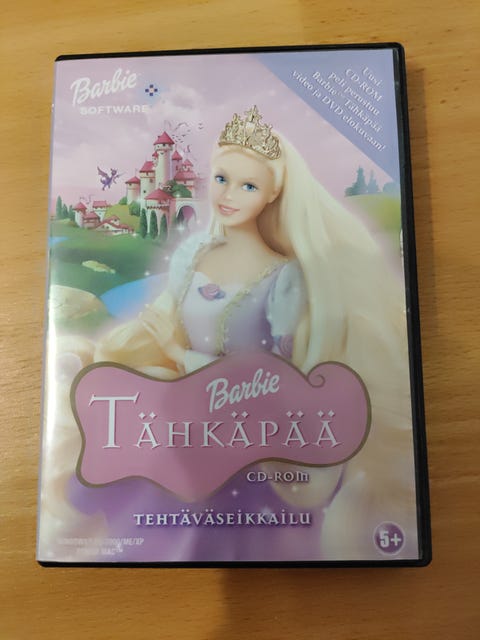 Barbie
SOFTWARE
Uusi
CD-ROM
peli perustuu
Barbie - Tähkäpää
video ja DVD elokuvaan!
Barbie
TÄHKÄPÄÄ
CD-ROM
TEHTÄVÄSEIKKAILU
5+